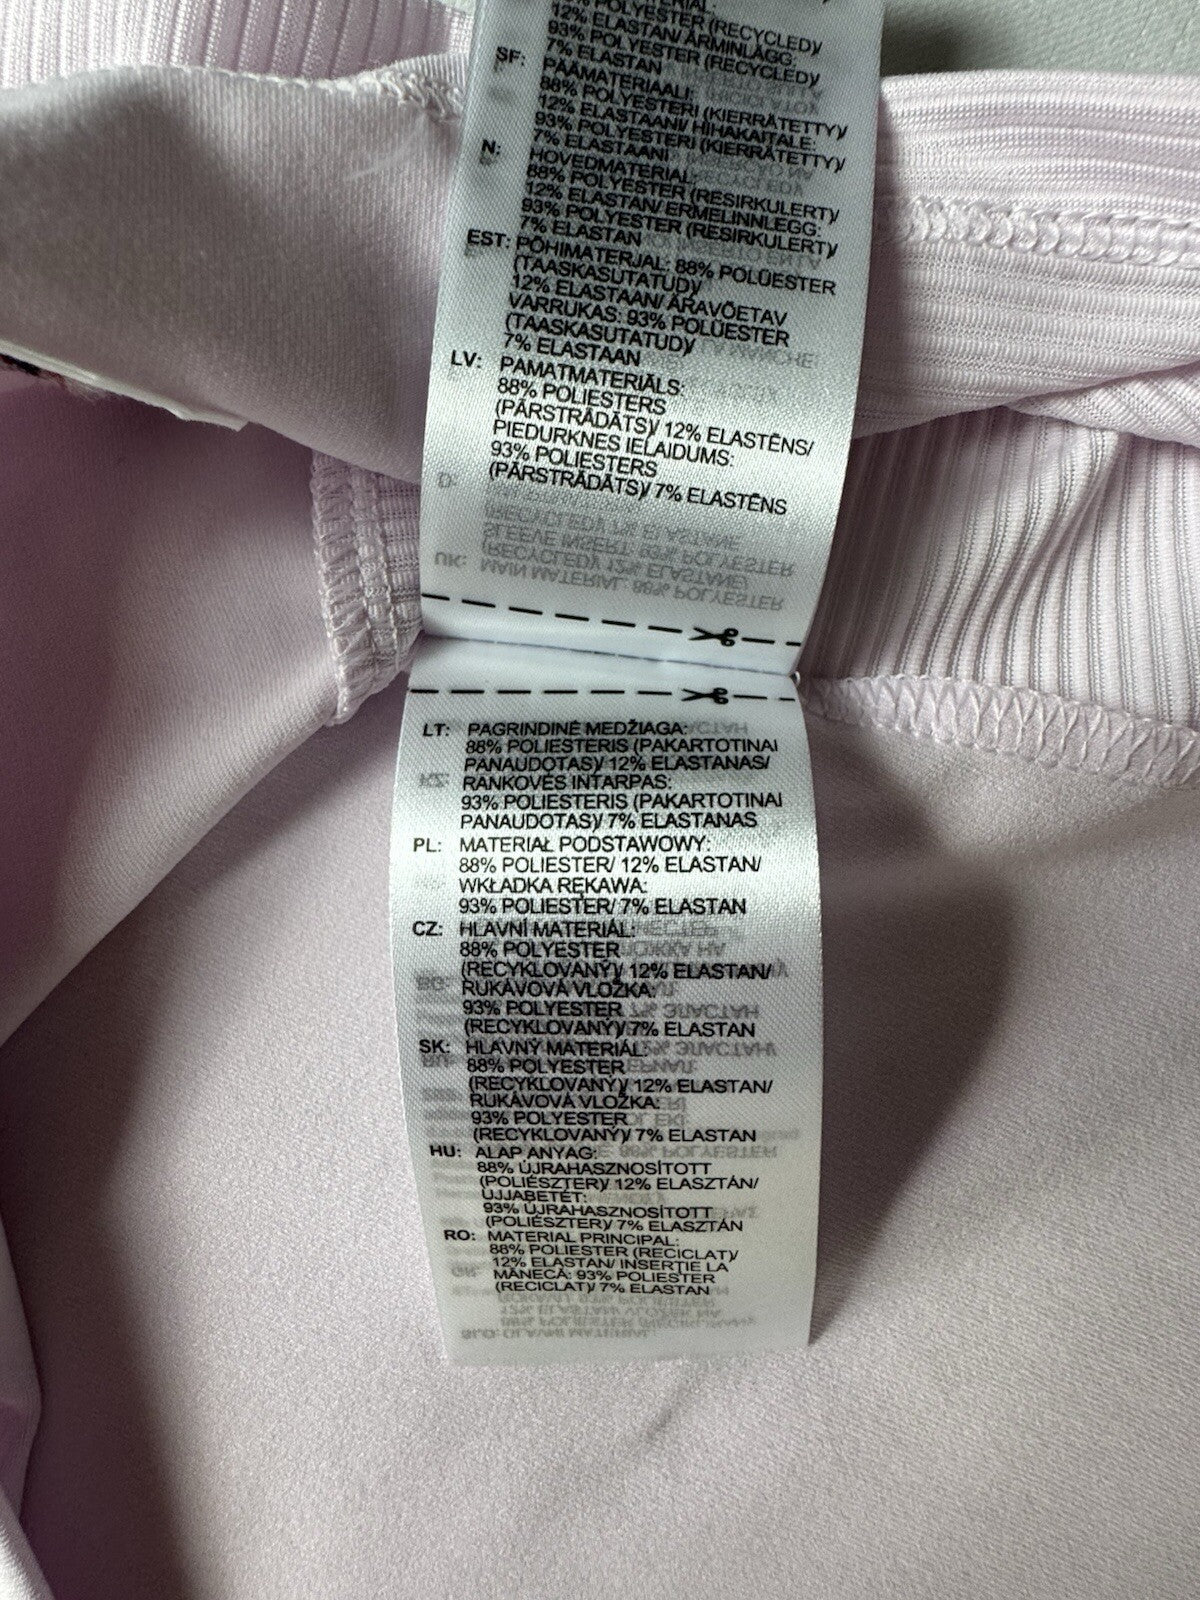 POLYESTER (RECYCLED)/
12% ELASTAN/ ÄRMINLÄGG:
93% POLYESTER (RECYCLED)/
7% ELASTAN
SF: PÄÄMATERIAALI:
88% POLYESTERI (KIERRÄTETTY)/
12% ELASTAANI/ HIHAKAITALE:
93% POLYESTERI (KIERRÄTETTY)/
7% ELASTAANI
N: HOVEDMATERIAL:
88% POLYESTER (RESIRKULERT)/
12% ELASTAN/ ERMELINNLEGG:
93% POLYESTER (RESIRKULERT)/
7% ELASTAN
EST: PÕHIMATERJAL: 88% POLÜESTER
(TAASKASUTATUD)/
12% ELASTAAN/ ÄRAVÕETAV
VARRUKAS: 93% POLÜESTER
(TAASKASUTATUD)/
7% ELASTAAN
LV: PAMATMATERIĀLS:
88% POLIESTERS
(PĀRSTRĀDĀTS)/ 12% ELASTĒNS/
PIEDURKNES IELAIDUMS:
93% POLIESTERS
(PĀRSTRĀDĀTS)/ 7% ELASTĒNS
LT: PAGRINDINĖ MEDŽIAGA:
88% POLIESTERIS (PAKARTOTINAI
PANAUDOTAS)/ 12% ELASTANAS/
RANKOVĖS INTARPAS:
93% POLIESTERIS (PAKARTOTINAI
PANAUDOTAS)/ 7% ELASTANAS
PL: MATERIAŁ PODSTAWOWY:
88% POLIESTER/ 12% ELASTAN/
WKŁADKA RĘKAWA:
93% POLIESTER/ 7% ELASTAN
CZ: HLAVNÍ MATERIÁL:
88% POLYESTER
(RECYKLOVANÝ)/ 12% ELASTAN/
RUKÁVOVÁ VLOŽKA:
93% POLYESTER
(RECYKLOVANÝ)/ 7% ELASTAN
SK: HLAVNÝ MATERIÁL:
88% POLYESTER
(RECYKLOVANÝ)/ 12% ELASTAN/
RUKÁVOVÁ VLOŽKA:
93% POLYESTER
(RECYKLOVANÝ)/ 7% ELASTAN
HU: ALAP ANYAG:
88% ÚJRAHASZNOSÍTOTT
(POLIÉSZTER)/ 12% ELASZTÁN/
UJJABETÉT:
93% ÚJRAHASZNOSÍTOTT
(POLIÉSZTER)/ 7% ELASZTÁN
RO: MATERIAL PRINCIPAL:
88% POLIESTER (RECICLAT)/
12% ELASTAN/ INSERȚIE LA
MÂNECĂ: 93% POLIESTER
(RECICLAT)/ 7% ELASTAN